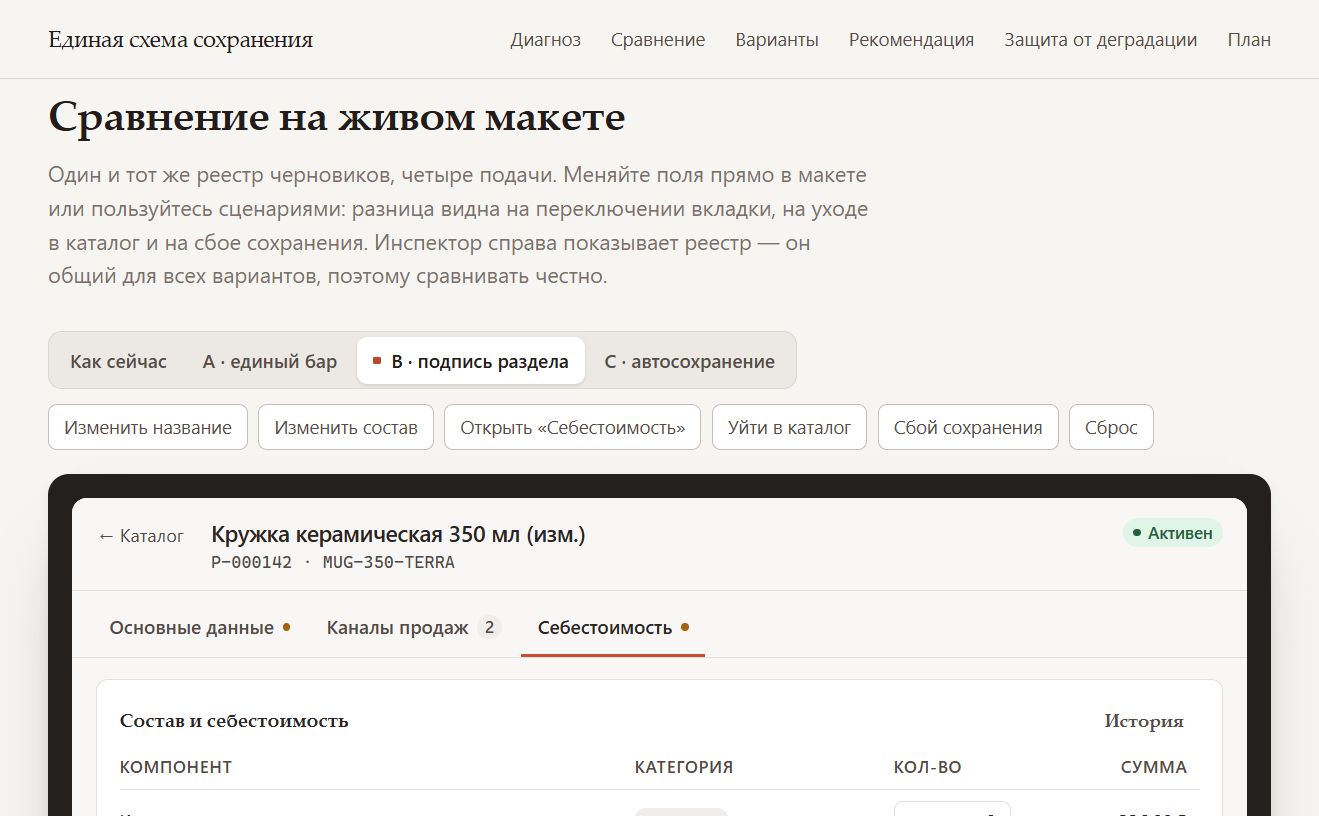 Единая схема сохранения
Диагноз
Сравнение
Варианты
Рекомендация
Защита от деградации
План
Сравнение на живом макете
Один и тот же реестр черновиков, четыре подачи. Меняйте поля прямо в макете
или пользуйтесь сценариями: разница видна на переключении вкладки, на уходе
в каталог и на сбое сохранения. Инспектор справа показывает реестр — он
общий для всех вариантов, поэтому сравнивать честно.
Как сейчас
A · единый бар
B · подпись раздела
C · автосохранение
Изменить название
Изменить состав
Открыть «Себестоимость»
Уйти в каталог
Сбой сохранения
Сброс
← Каталог
Кружка керамическая 350 мл (изм.)
P-000142 · MUG-350-TERRA
Активен
Основные данные
Каналы продаж 2
Себестоимость
Состав и себестоимость
История
КОМПОНЕНТ
КАТЕГОРИЯ
КОЛ-ВО
СУММА